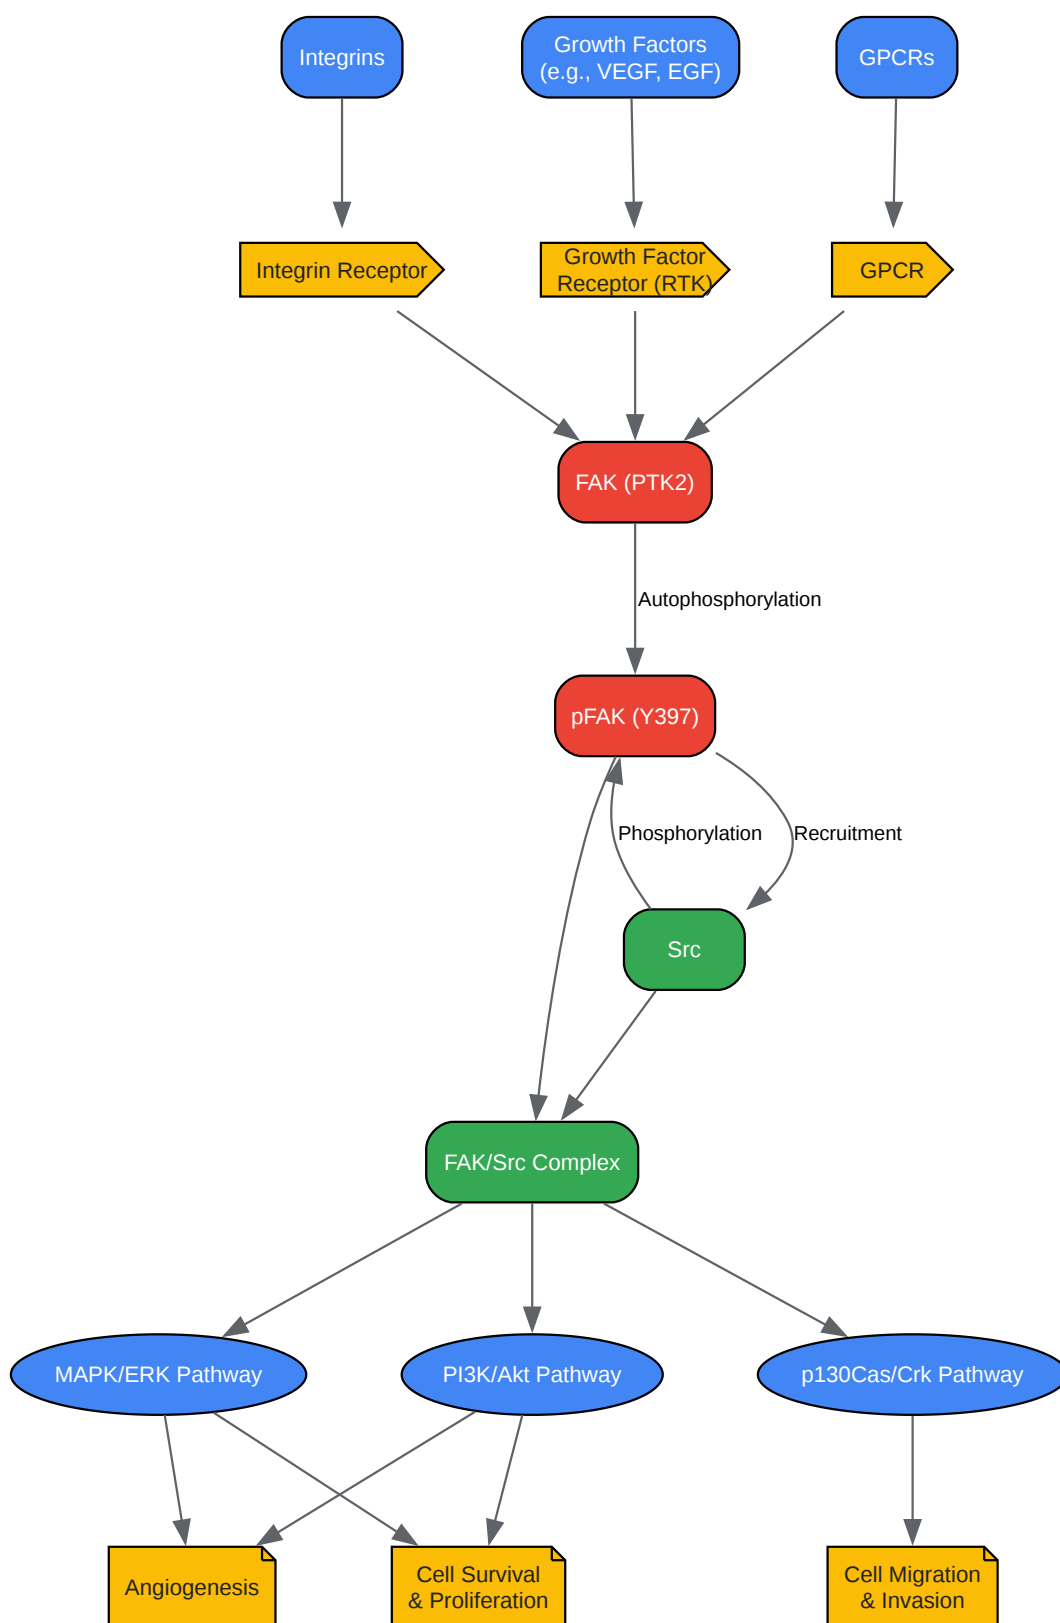 Integrins
Growth Factors
(e.g., VEGF, EGF)
GPCRs
Integrin Receptor
Growth Factor
Receptor (RTK)
GPCR
FAK (PTK2)
Autophosphorylation
pFAK (Y397)
Phosphorylation
Recruitment
Src
FAK/Src Complex
MAPK/ERK Pathway
PI3K/Akt Pathway
p130Cas/Crk Pathway
Angiogenesis
Cell Survival
& Proliferation
Cell Migration
& Invasion